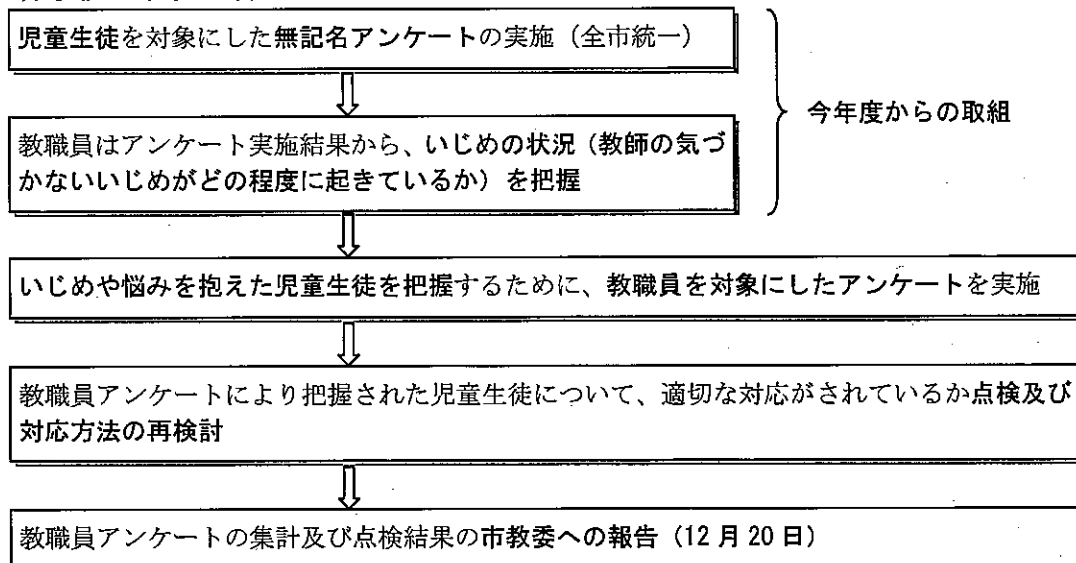 児童生徒を対象にした無記名アンケートの実施（全市統一）
今年度からの取組
教職員はアンケート実施結果から、いじめの状況（教師の気づ
かないいじめがどの程度に起きているか）を把握
いじめや悩みを抱えた児童生徒を把握するために、教職員を対象にしたアンケートを実施
教職員アンケートにより把握された児童生徒について、適切な対応がされているか点検及び
対応方法の再検討
教職員アンケートの集計及び点検結果の市教委への報告（12月20日）